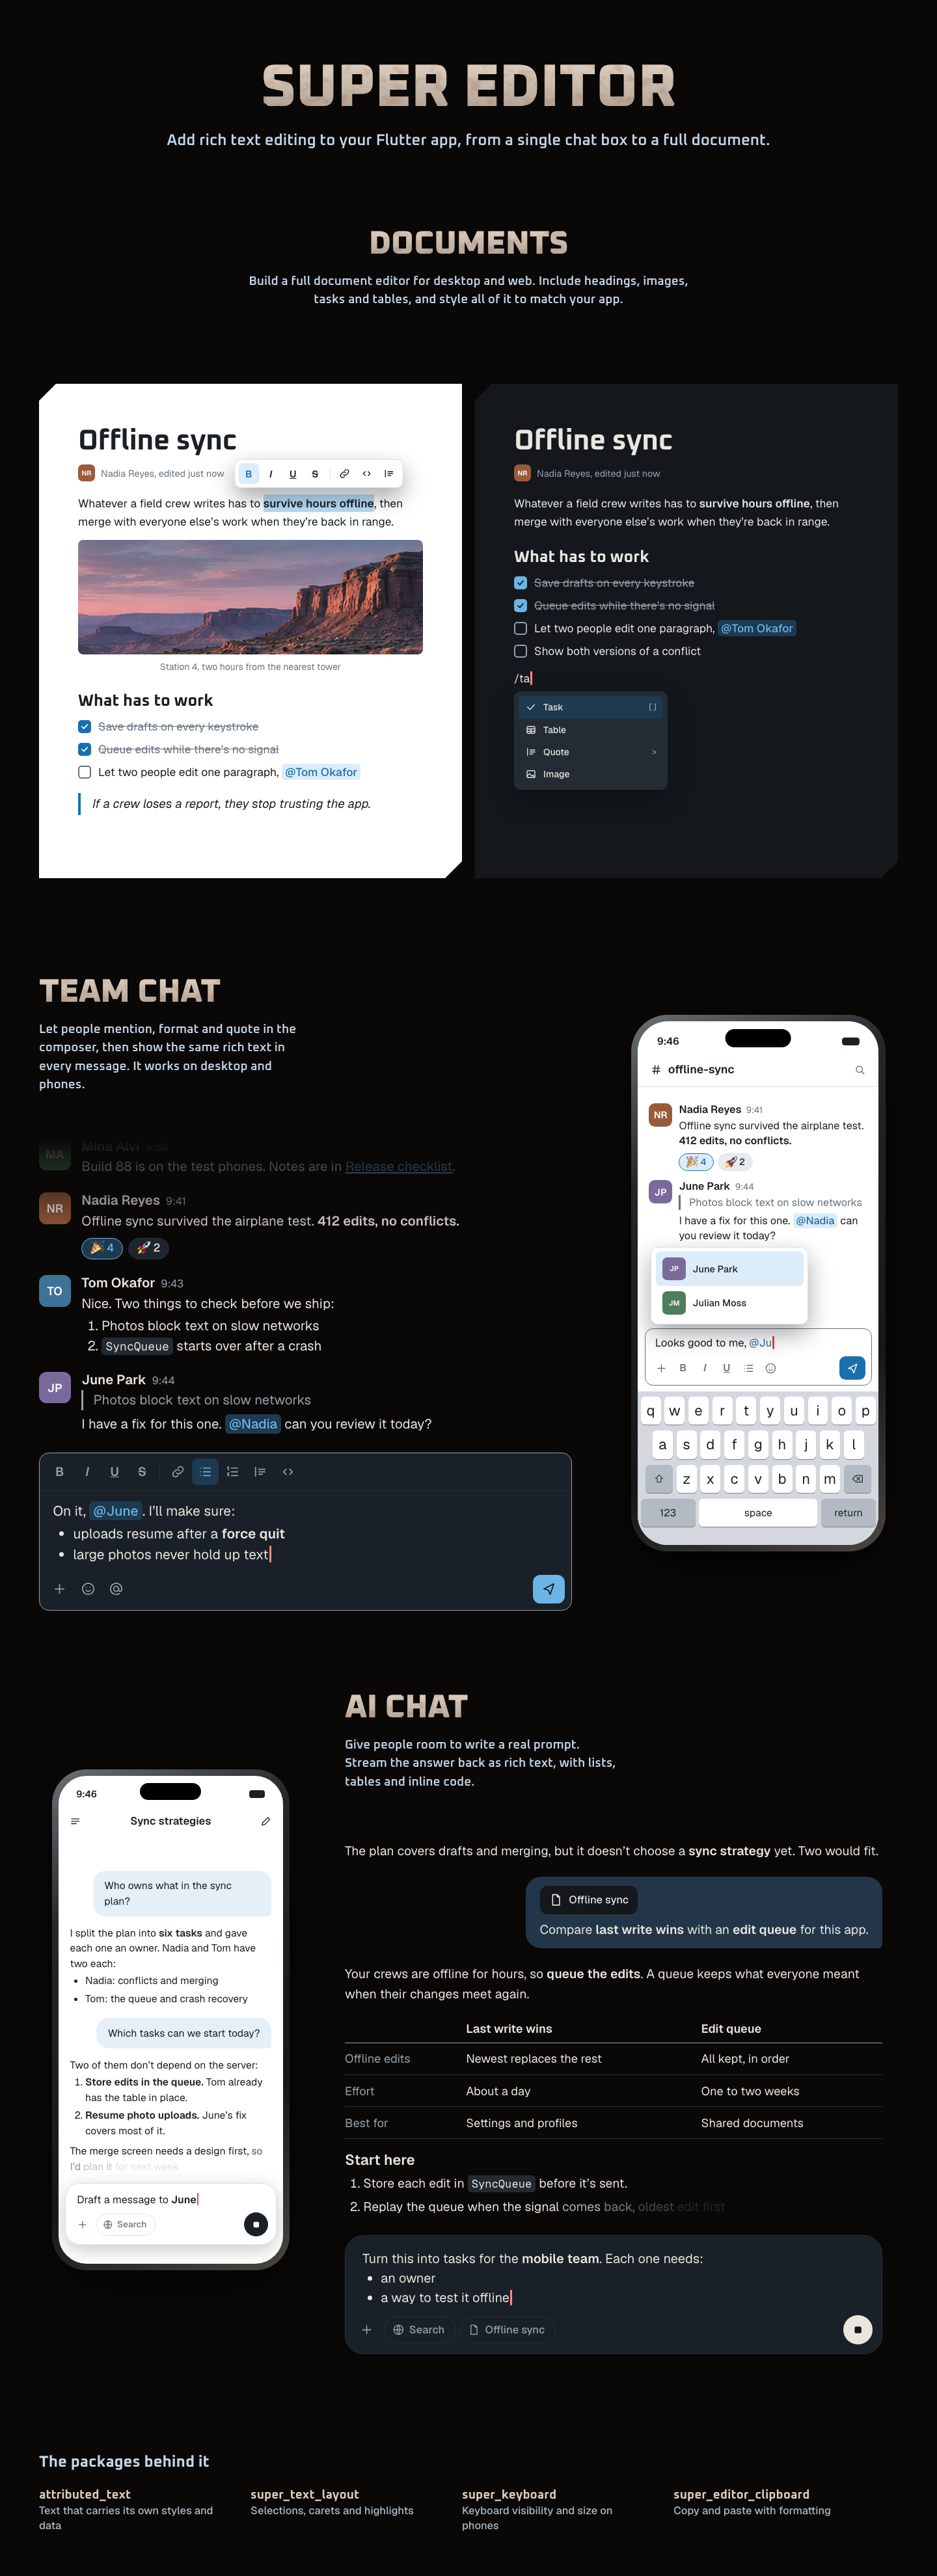 SUPER EDITOR
Add rich text editing to your Flutter app, from a single chat box to a full document.
DOCUMENTS
Build a full document editor for desktop and web. Include headings, images,
tasks and tables, and style all of it to match your app.
Offline sync
NR Nadia Reyes, edited just now
B I U S
Whatever a field crew writes has to survive hours offline, then
merge with everyone else’s work when they’re back in range.
Station 4, two hours from the nearest tower
What has to work
Save drafts on every keystroke
Queue edits while there’s no signal
Let two people edit one paragraph, @Tom Okafor
If a crew loses a report, they stop trusting the app.
Offline sync
NR Nadia Reyes, edited just now
Whatever a field crew writes has to survive hours offline, then
merge with everyone else’s work when they’re back in range.
What has to work
Save drafts on every keystroke
Queue edits while there’s no signal
Let two people edit one paragraph, @Tom Okafor
Show both versions of a conflict
/ta
Task []
Table
Quote >
Image
TEAM CHAT
Let people mention, format and quote in the
composer, then show the same rich text in
every message. It works on desktop and
phones.
MA Mina Alvi 9:38
Build 88 is on the test phones. Notes are in Release checklist.
NR Nadia Reyes 9:41
Offline sync survived the airplane test. 412 edits, no conflicts.
🎉 4 🚀 2
TO Tom Okafor 9:43
Nice. Two things to check before we ship:
1. Photos block text on slow networks
2. SyncQueue starts over after a crash
JP June Park 9:44
Photos block text on slow networks
I have a fix for this one. @Nadia can you review it today?
B I U S
On it, @June. I’ll make sure:
• uploads resume after a force quit
• large photos never hold up text
9:46
# offline-sync
NR Nadia Reyes 9:41
Offline sync survived the airplane test.
412 edits, no conflicts.
🎉 4 🚀 2
JP June Park 9:44
Photos block text on slow networks
I have a fix for this one. @Nadia can
you review it today?
JP June Park
JM Julian Moss
Looks good to me, @Ju
B I U
q w e r t y u i o p
a s d f g h j k l
z x c v b n m
123 space return
AI CHAT
Give people room to write a real prompt.
Stream the answer back as rich text, with lists,
tables and inline code.
9:46
Sync strategies
Who owns what in the sync
plan?
I split the plan into six tasks and gave
each one an owner. Nadia and Tom have
two each:
• Nadia: conflicts and merging
• Tom: the queue and crash recovery
Which tasks can we start today?
Two of them don’t depend on the server:
1. Store edits in the queue. Tom already
has the table in place.
2. Resume photo uploads. June’s fix
covers most of it.
The merge screen needs a design first, so
I’d plan it for next week
Draft a message to June
Search
The plan covers drafts and merging, but it doesn’t choose a sync strategy yet. Two would fit.
Offline sync
Compare last write wins with an edit queue for this app.
Your crews are offline for hours, so queue the edits. A queue keeps what everyone meant
when their changes meet again.
Last write wins Edit queue
Offline edits Newest replaces the rest All kept, in order
Effort About a day One to two weeks
Best for Settings and profiles Shared documents
Start here
1. Store each edit in SyncQueue before it’s sent.
2. Replay the queue when the signal comes back, oldest edit first
Turn this into tasks for the mobile team. Each one needs:
• an owner
• a way to test it offline
Search Offline sync
The packages behind it
attributed_text
Text that carries its own styles and
data
super_text_layout
Selections, carets and highlights
super_keyboard
Keyboard visibility and size on
phones
super_editor_clipboard
Copy and paste with formatting